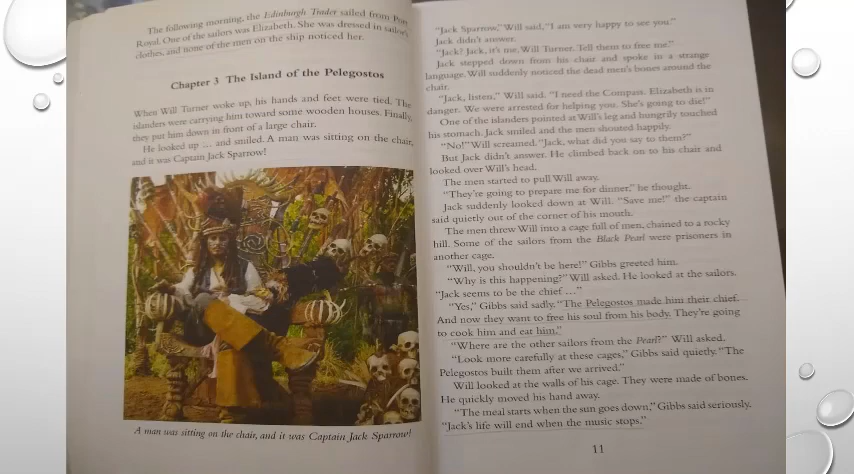 The following morning, the Edinburgh Trader sailed from Port
Royal. One of the sailors was Elizabeth. She was dressed in sailor's
clothes, and none of the men on the ship noticed her.
Chapter 3 The Island of the Pelegostos
When Will Turner woke up, his hands and feet were tied. The
islanders were carrying him toward some wooden houses. Finally,
they put him down in front of a large chair.
He looked up ... and smiled. A man was sitting on the chair,
and it was Captain Jack Sparrow!
A man was sitting on the chair, and it was Captain Jack Sparrow!
"Jack Sparrow," Will said, "I am very happy to see you."
Jack didn't answer.
"Jack? Jack, it's me, Will Turner. Tell them to free me."
Jack stepped down from his chair and spoke in a strange
language. Will suddenly noticed the dead men's bones around the
chair.
"Jack, listen," Will said. "I need the Compass. Elizabeth is in
danger. We were arrested for helping you. She's going to die!"
One of the islanders pointed at Will's leg and hungrily touched
his stomach. Jack smiled and the men shouted happily.
"No!" Will screamed. "Jack, what did you say to them?"
But Jack didn't answer. He climbed back on to his chair and
looked over Will's head.
The men started to pull Will away.
"They're going to prepare me for dinner," he thought.
Jack suddenly looked down at Will. "Save me!" the captain
said quietly out of the corner of his mouth.
The men threw Will into a cage full of men, chained to a rocky
hill. Some of the sailors from the Black Pearl were prisoners in
another cage.
"Will, you shouldn't be here!" Gibbs greeted him.
"Why is this happening?" Will asked. He looked at the sailors.
"Jack seems to be the chief ..."
"Yes," Gibbs said sadly. "The Pelegostos made him their chief.
And now they want to free his soul from his body. They're going
to cook him and eat him."
"Where are the other sailors from the Pearl?" Will asked.
"Look more carefully at these cages," Gibbs said quietly. "The
Pelegostos built them after we arrived."
Will looked at the walls of his cage. They were made of bones.
He quickly moved his hand away.
"The meal starts when the sun goes down," Gibbs said seriously.
"Jack's life will end when the music stops."
11